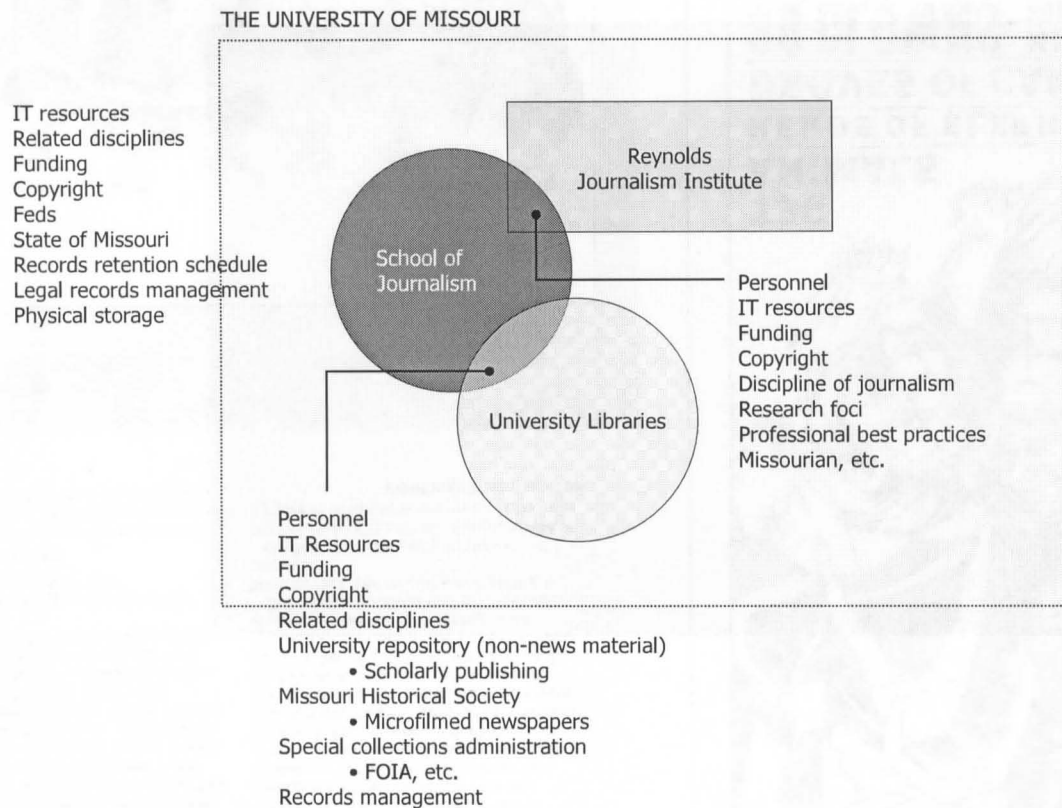 THE UNIVERSITY OF MISSOURI
IT resources
Related disciplines
Funding
Copyright
Feds
State of Missouri
Records retention schedule
Legal records management
Physical storage
Reynolds
Journalism Institute
School of
Journalism
University Libraries
Personnel
IT resources
Funding
Copyright
Discipline of journalism
Research foci
Professional best practices
Missourian, etc.
Personnel
IT Resources
Funding
Copyright
Related disciplines
University repository (non-news material)
• Scholarly publishing
Missouri Historical Society
• Microfilmed newspapers
Special collections administration
• FOIA, etc.
Records management